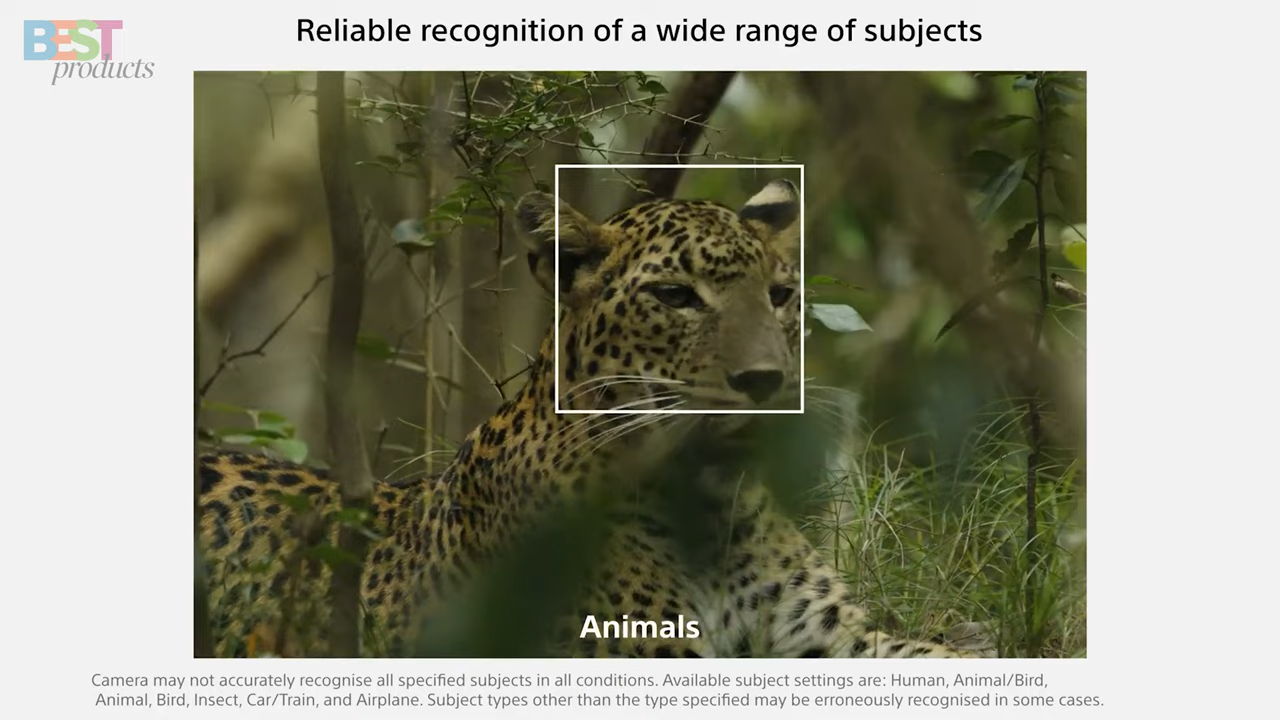 Reliable recognition of a wide range of subjects
BEST
products
Animals
Camera may not accurately recognise all specified subjects in all conditions. Available subject settings are: Human, Animal/Bird,
Animal, Bird, Insect, Car/Train, and Airplane. Subject types other than the type specified may be erroneously recognised in some cases.